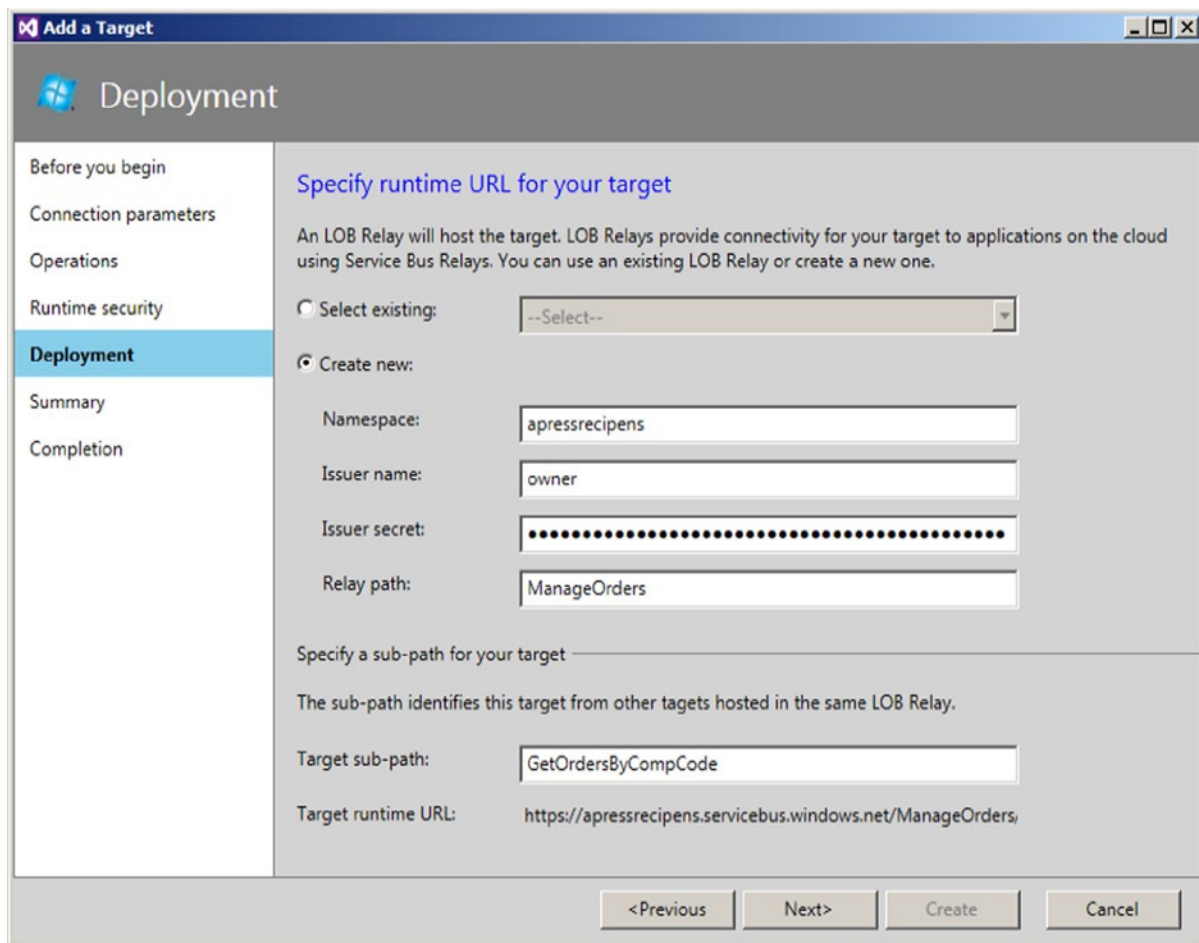 Add a Target
Deployment
Before you begin
Connection parameters
Operations
Runtime security
Deployment
Summary
Completion
Specify runtime URL for your target
An LOB Relay will host the target. LOB Relays provide connectivity for your target to applications on the cloud
using Service Bus Relays. You can use an existing LOB Relay or create a new one.
Select existing: --Select--
Create new:
Namespace: apressrecipens
Issuer name: owner
Issuer secret: ●●●●●●●●●●●●●●●●●●●●●●●●●●●●●●●●●●●●●●●●●●●●
Relay path: ManageOrders
Specify a sub-path for your target
The sub-path identifies this target from other tagets hosted in the same LOB Relay.
Target sub-path: GetOrdersByCompCode
Target runtime URL: https://apressrecipens.servicebus.windows.net/ManageOrders/
<Previous Next> Create Cancel